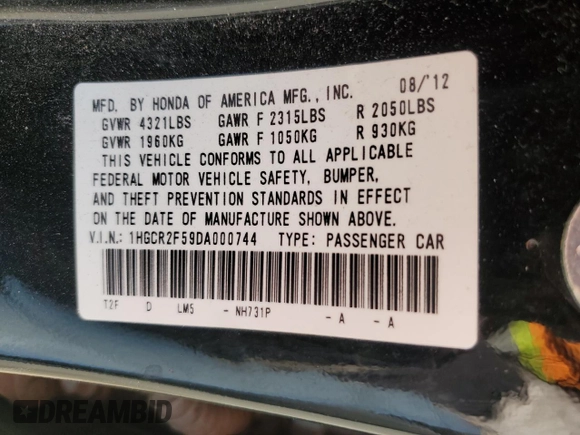 MFD. BY HONDA OF AMERICA MFG., INC. 08/'12
GVWR 4321LBS GAWR F 2315LBS R 2050LBS
GVWR 1960KG GAWR F 1050KG R 930KG
THIS VEHICLE CONFORMS TO ALL APPLICABLE
FEDERAL MOTOR VEHICLE SAFETY, BUMPER,
AND THEFT PREVENTION STANDARDS IN EFFECT
ON THE DATE OF MANUFACTURE SHOWN ABOVE.
V.I.N.: 1HGCR2F59DA000744 TYPE: PASSENGER CAR
T2F D LM5 - NH731P - A - A
DREAMBID